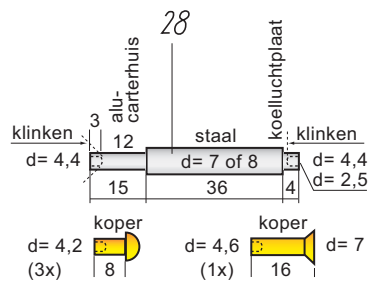 28
alu-
carterhuis
koelluchtplaat
3
klinken
12
staal
klinken
d= 4,4
d= 7 of 8
d= 4,4
d= 2,5
15
36
4
koper
koper
d= 4,2
(3x)
8
d= 4,6
(1x)
16
d= 7